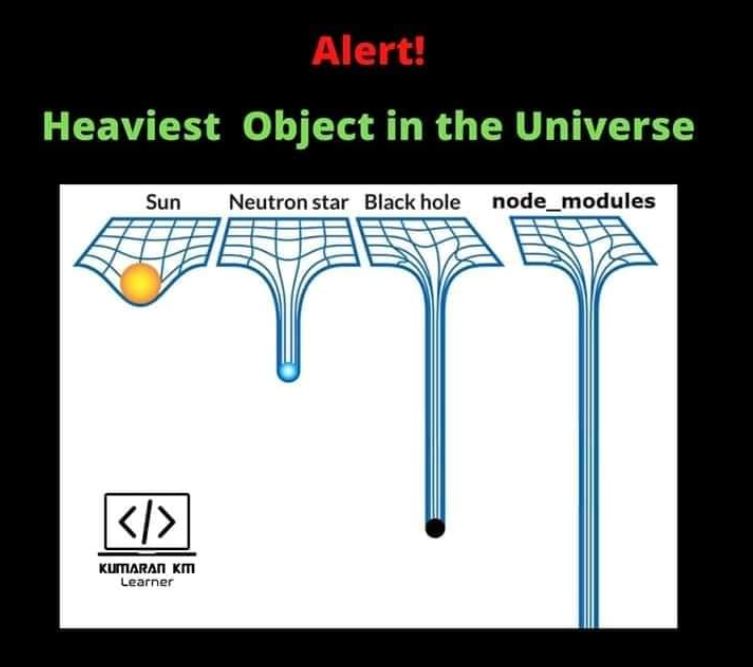 Alert!
Heaviest Object in the Universe
Sun Neutron star Black hole node_modules
</>
KUMARAN KM
Learner